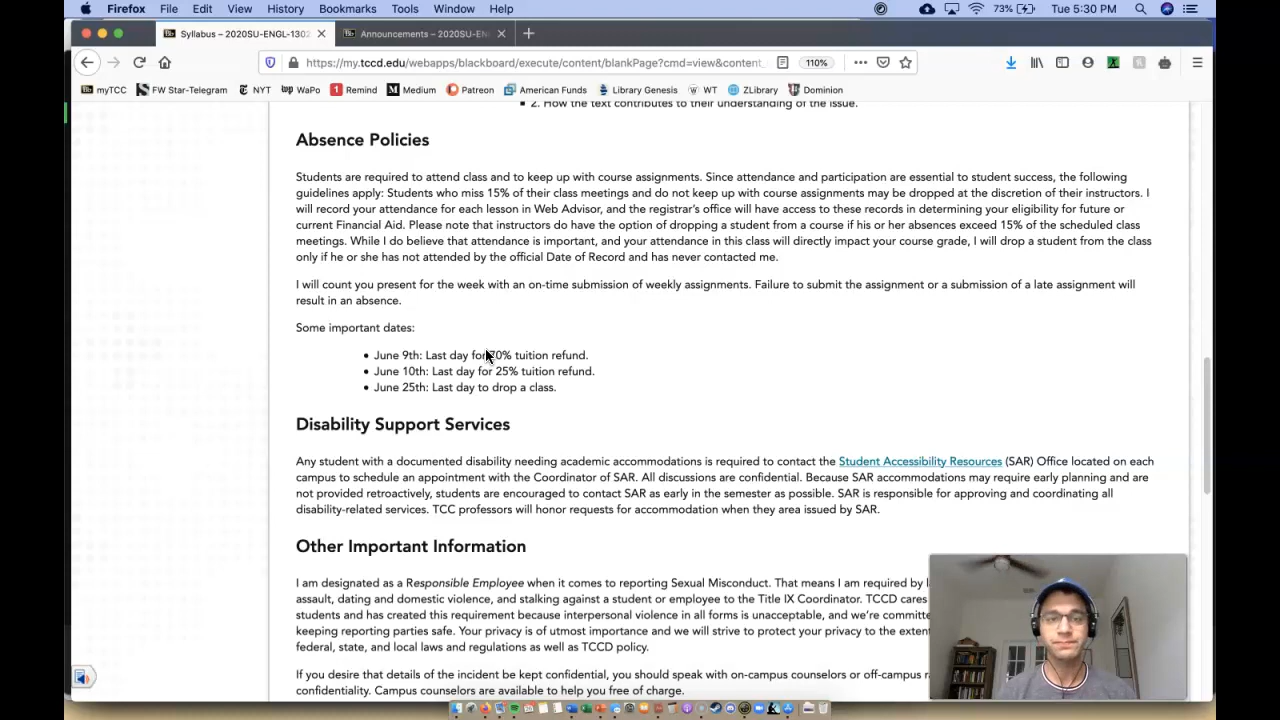 Firefox File Edit View History Bookmarks Tools Window Help 73% Tue 5:30 PM
Syllabus – 2020SU-ENGL-1302 Announcements – 2020SU-EN
https://my.tccd.edu/webapps/blackboard/execute/content/blankPage?cmd=view&content_ 110%
myTCC FW Star-Telegram NYT WaPo Remind Medium Patreon American Funds Library Genesis WT ZLibrary Dominion
2. How the text contributes to their understanding of the issue.
Absence Policies
Students are required to attend class and to keep up with course assignments. Since attendance and participation are essential to student success, the following
guidelines apply: Students who miss 15% of their class meetings and do not keep up with course assignments may be dropped at the discretion of their instructors. I
will record your attendance for each lesson in Web Advisor, and the registrar's office will have access to these records in determining your eligibility for future or
current Financial Aid. Please note that instructors do have the option of dropping a student from a course if his or her absences exceed 15% of the scheduled class
meetings. While I do believe that attendance is important, and your attendance in this class will directly impact your course grade, I will drop a student from the class
only if he or she has not attended by the official Date of Record and has never contacted me.
I will count you present for the week with an on-time submission of weekly assignments. Failure to submit the assignment or a submission of a late assignment will
result in an absence.
Some important dates:
June 9th: Last day for 70% tuition refund.
June 10th: Last day for 25% tuition refund.
June 25th: Last day to drop a class.
Disability Support Services
Any student with a documented disability needing academic accommodations is required to contact the Student Accessibility Resources (SAR) Office located on each
campus to schedule an appointment with the Coordinator of SAR. All discussions are confidential. Because SAR accommodations may require early planning and are
not provided retroactively, students are encouraged to contact SAR as early in the semester as possible. SAR is responsible for approving and coordinating all
disability-related services. TCC professors will honor requests for accommodation when they area issued by SAR.
Other Important Information
I am designated as a Responsible Employee when it comes to reporting Sexual Misconduct. That means I am required by l
assault, dating and domestic violence, and stalking against a student or employee to the Title IX Coordinator. TCCD cares
students and has created this requirement because interpersonal violence in all forms is unacceptable, and we're committe
keeping reporting parties safe. Your privacy is of utmost importance and we will strive to protect your privacy to the extent
federal, state, and local laws and regulations as well as TCCD policy.
If you desire that details of the incident be kept confidential, you should speak with on-campus counselors or off-campus r
confidentiality. Campus counselors are available to help you free of charge.